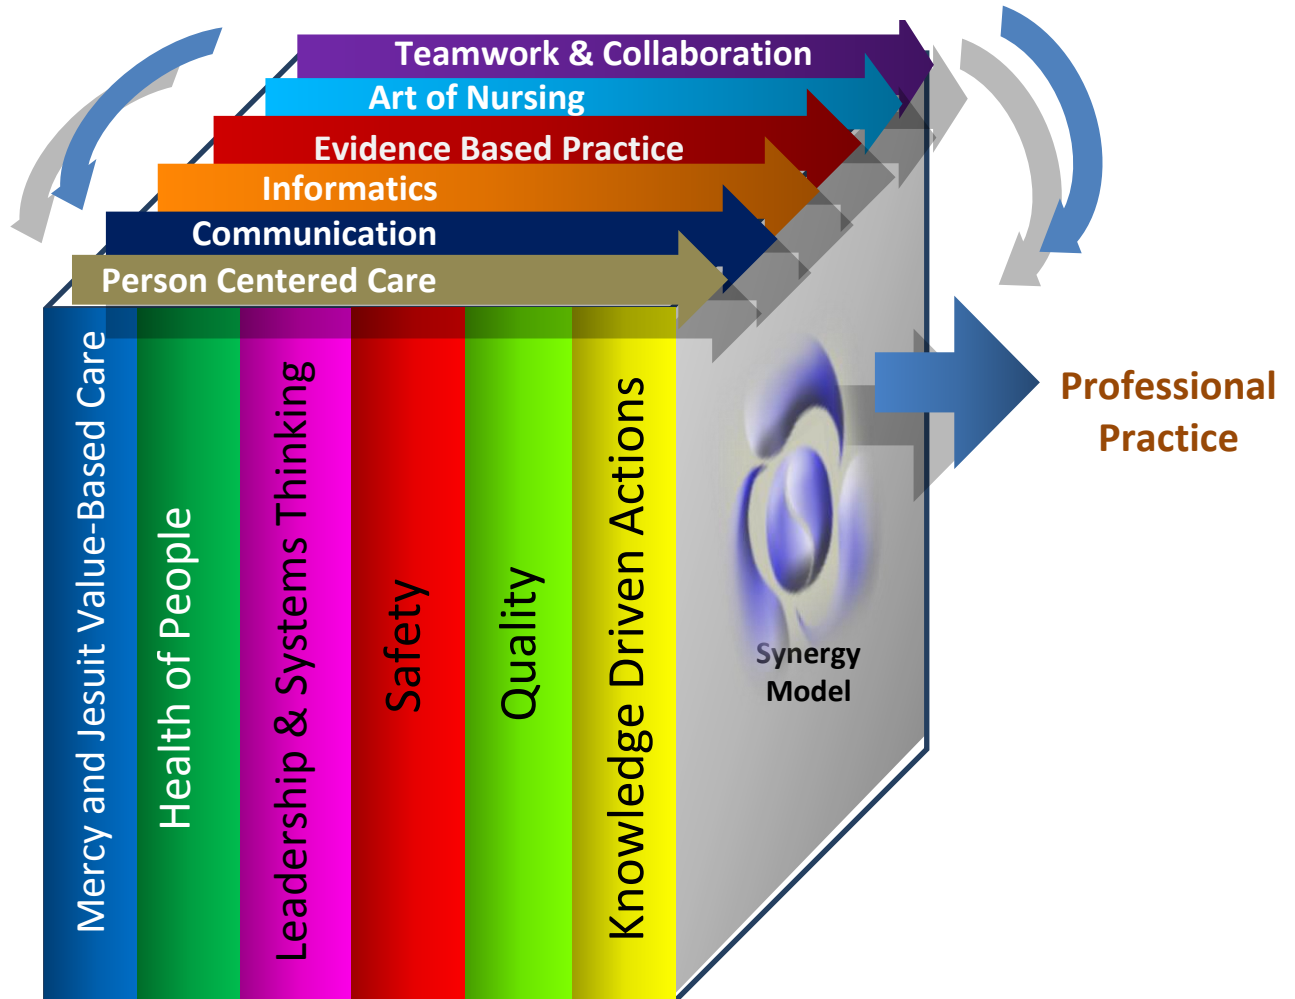 Teamwork & Collaboration
Art of Nursing
Evidence Based Practice
Informatics
Communication
Person Centered Care
Mercy and Jesuit Value-Based Care
Health of People
Leadership & Systems Thinking
Safety
Quality
Knowledge Driven Actions
Synergy
Model
Professional
Practice